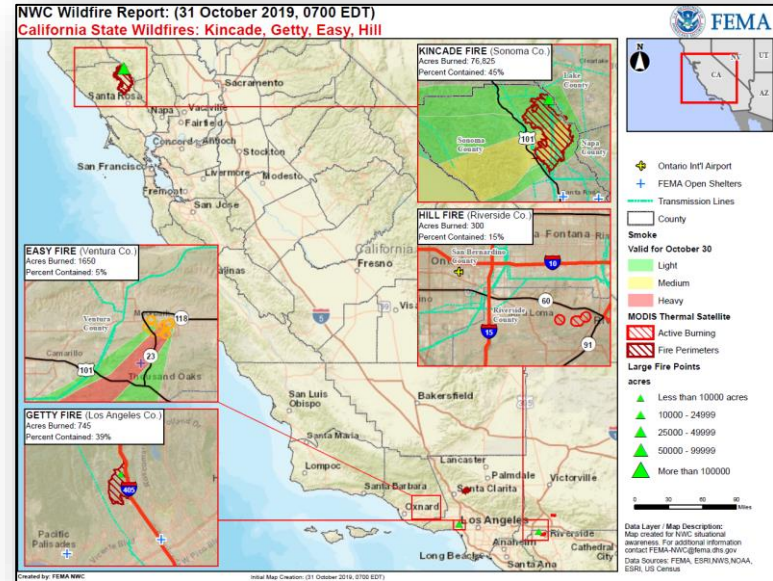 NWC Wildfire Report: (31 October 2019, 0700 EDT)
California State Wildfires: Kincade, Getty, Easy, Hill
FEMA
KINCADE FIRE (Sonoma Co.)
Acres Burned: 76,825
Percent Contained: 45%
Lake
County
Sonoma
County
101
Napa
County
Santa Rosa
Sacramento
Santa Rosa
Napa
Vacaville
Fairfield
Concord
Antioch
Stockton
San Francisco
Livermore
Modesto
Fremont
San Jose
California
Fresno
5
HILL FIRE (Riverside Co.)
Acres Burned: 300
Percent Contained: 15%
Fontana
San Bernardino
County
10
60
Riverside
County
Loma
15
91
EASY FIRE (Ventura Co.)
Acres Burned: 1650
Percent Contained: 5%
Ventura
County
118
23
Camarillo
101
Thousand Oaks
GETTY FIRE (Los Angeles Co.)
Acres Burned: 745
Percent Contained: 39%
405
Pacific
Palisades
San Luis
Obispo
Bakersfield
Santa Maria
Lompoc
Santa Barbara
Oxnard
Lancaster
Palmdale
Victorville
Santa Clarita
Los Angeles
Riverside
Anaheim
Long Beach
Santa Ana
Cathedral
City
N
NV
UT
CA
AZ
Ontario Int'l Airport
FEMA Open Shelters
Transmission Lines
County
Smoke
Valid for October 30
Light
Medium
Heavy
MODIS Thermal Satellite
Active Burning
Fire Perimeters
Large Fire Points
acres
Less than 10000 acres
10000 - 24999
25000 - 49999
50000 - 99999
More than 100000
0 30 60 90
Miles
Data Layer / Map Description:
Map created for NWC situational
awareness. For additional information
contact FEMA-NWC@fema.dhs.gov
Data Sources: FEMA, ESRI,NWS,NOAA,
ESRI, US Census
Created by: FEMA NWC
Initial Map Creation: (31 October 2019, 0700 EDT)